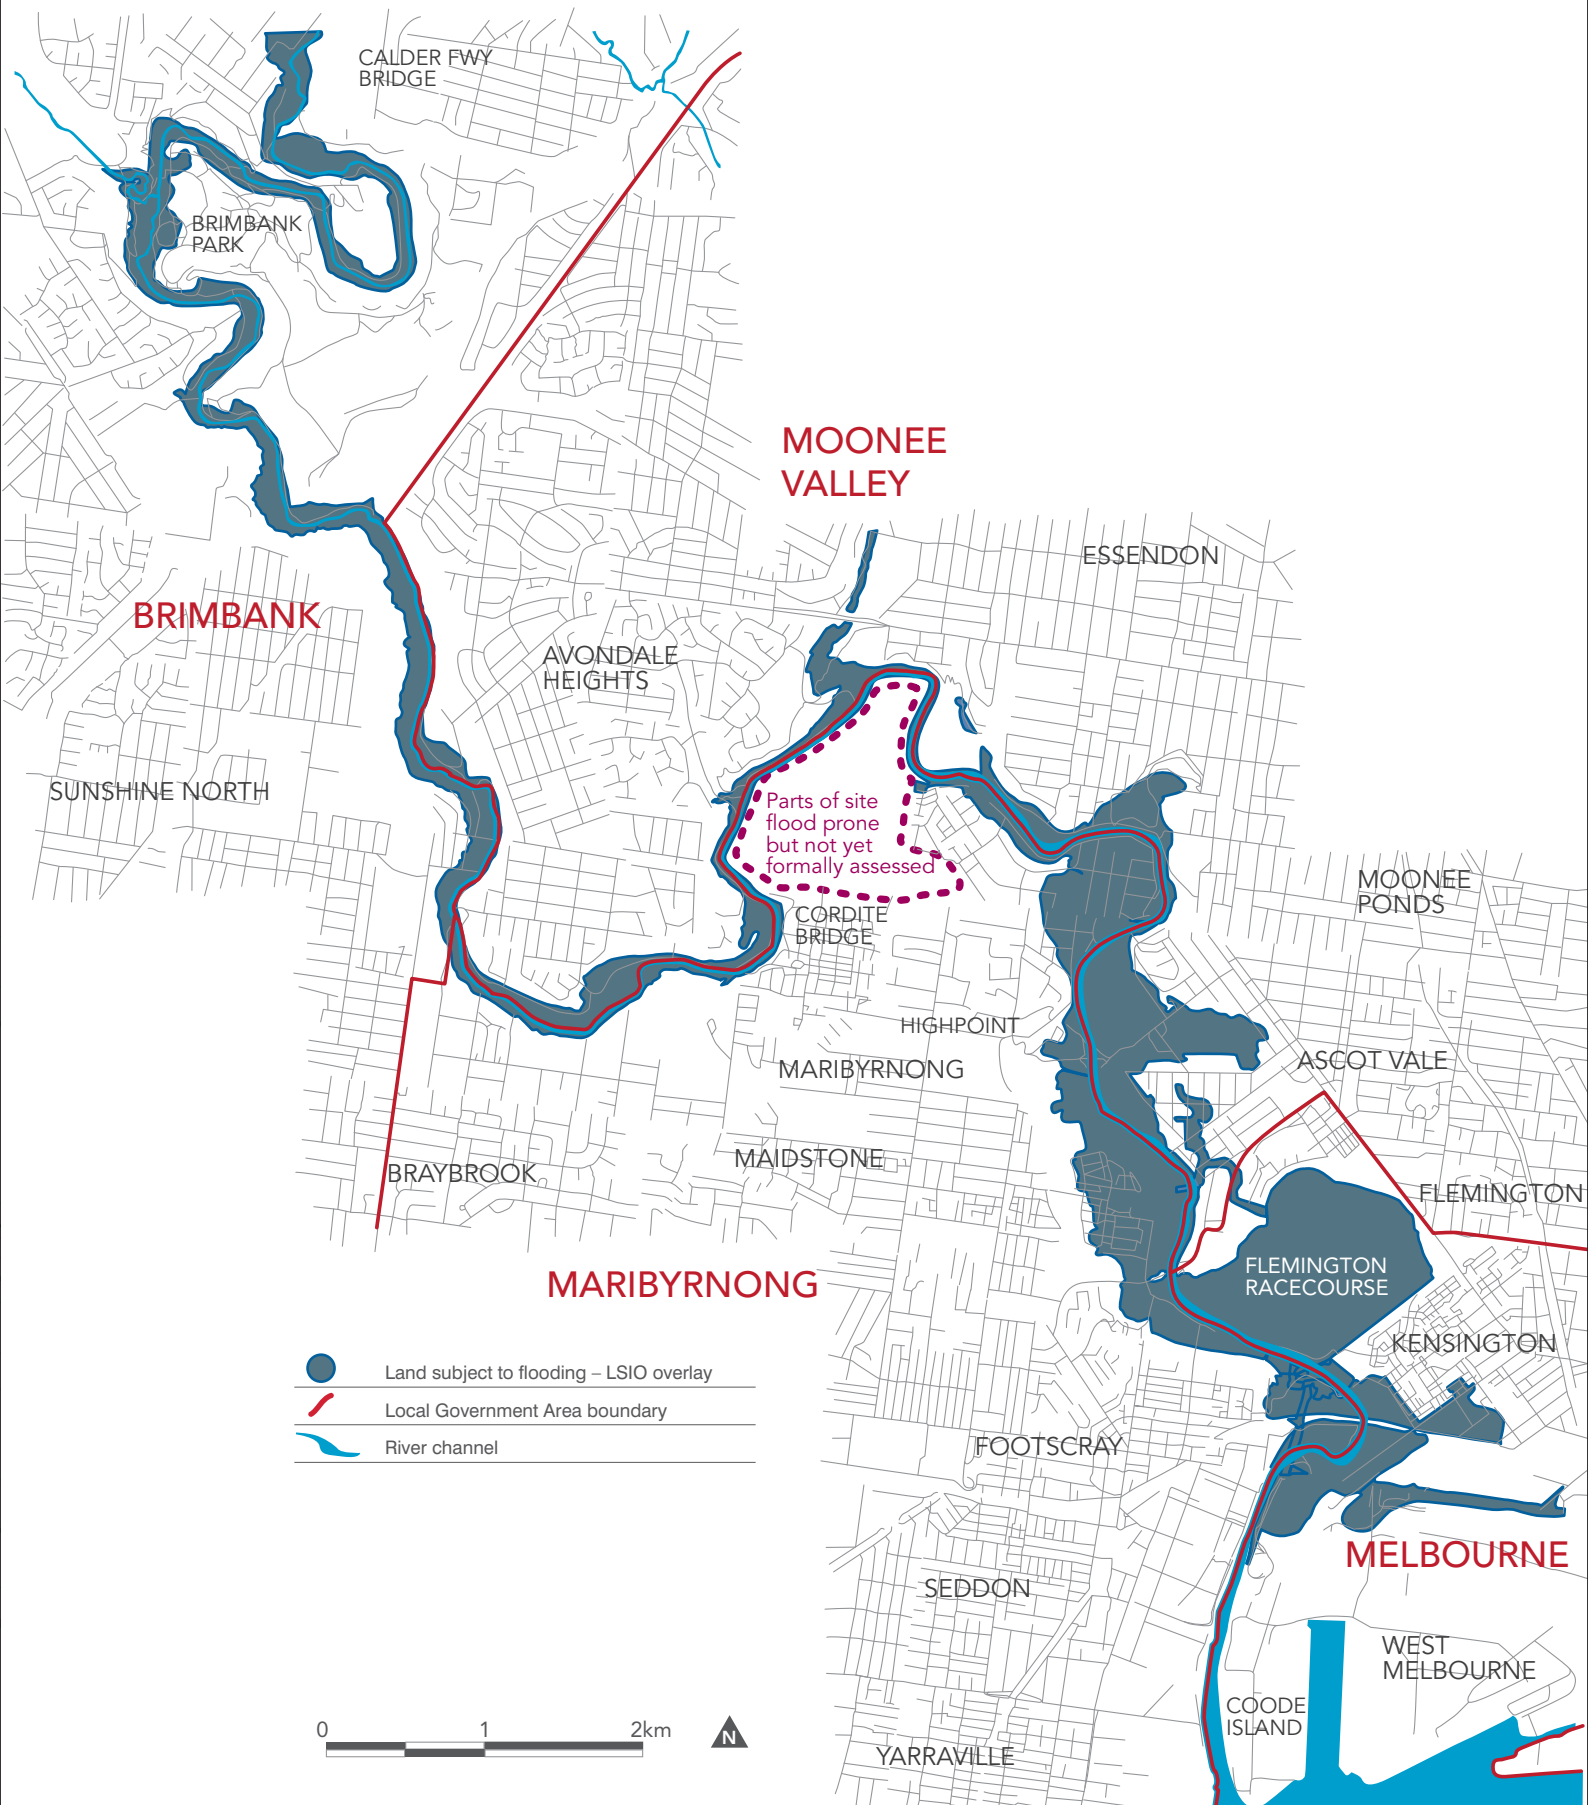 CALDER FWY
BRIDGE
BRIMBANK
PARK
MOONEE
VALLEY
ESSENDON
BRIMBANK
AVONDALE
HEIGHTS
SUNSHINE NORTH
Parts of site
flood prone
but not yet
formally assessed
MOONEE
PONDS
CORDITE
BRIDGE
HIGHPOINT
MARIBYRNONG
ASCOT VALE
MAIDSTONE
BRAYBROOK
FLEMINGTON
MARIBYRNONG
FLEMINGTON
RACECOURSE
KENSINGTON
Land subject to flooding – LSIO overlay
Local Government Area boundary
River channel
FOOTSCRAY
MELBOURNE
SEDDON
WEST
MELBOURNE
COODE
ISLAND
YARRAVILLE
0 1 2km
N